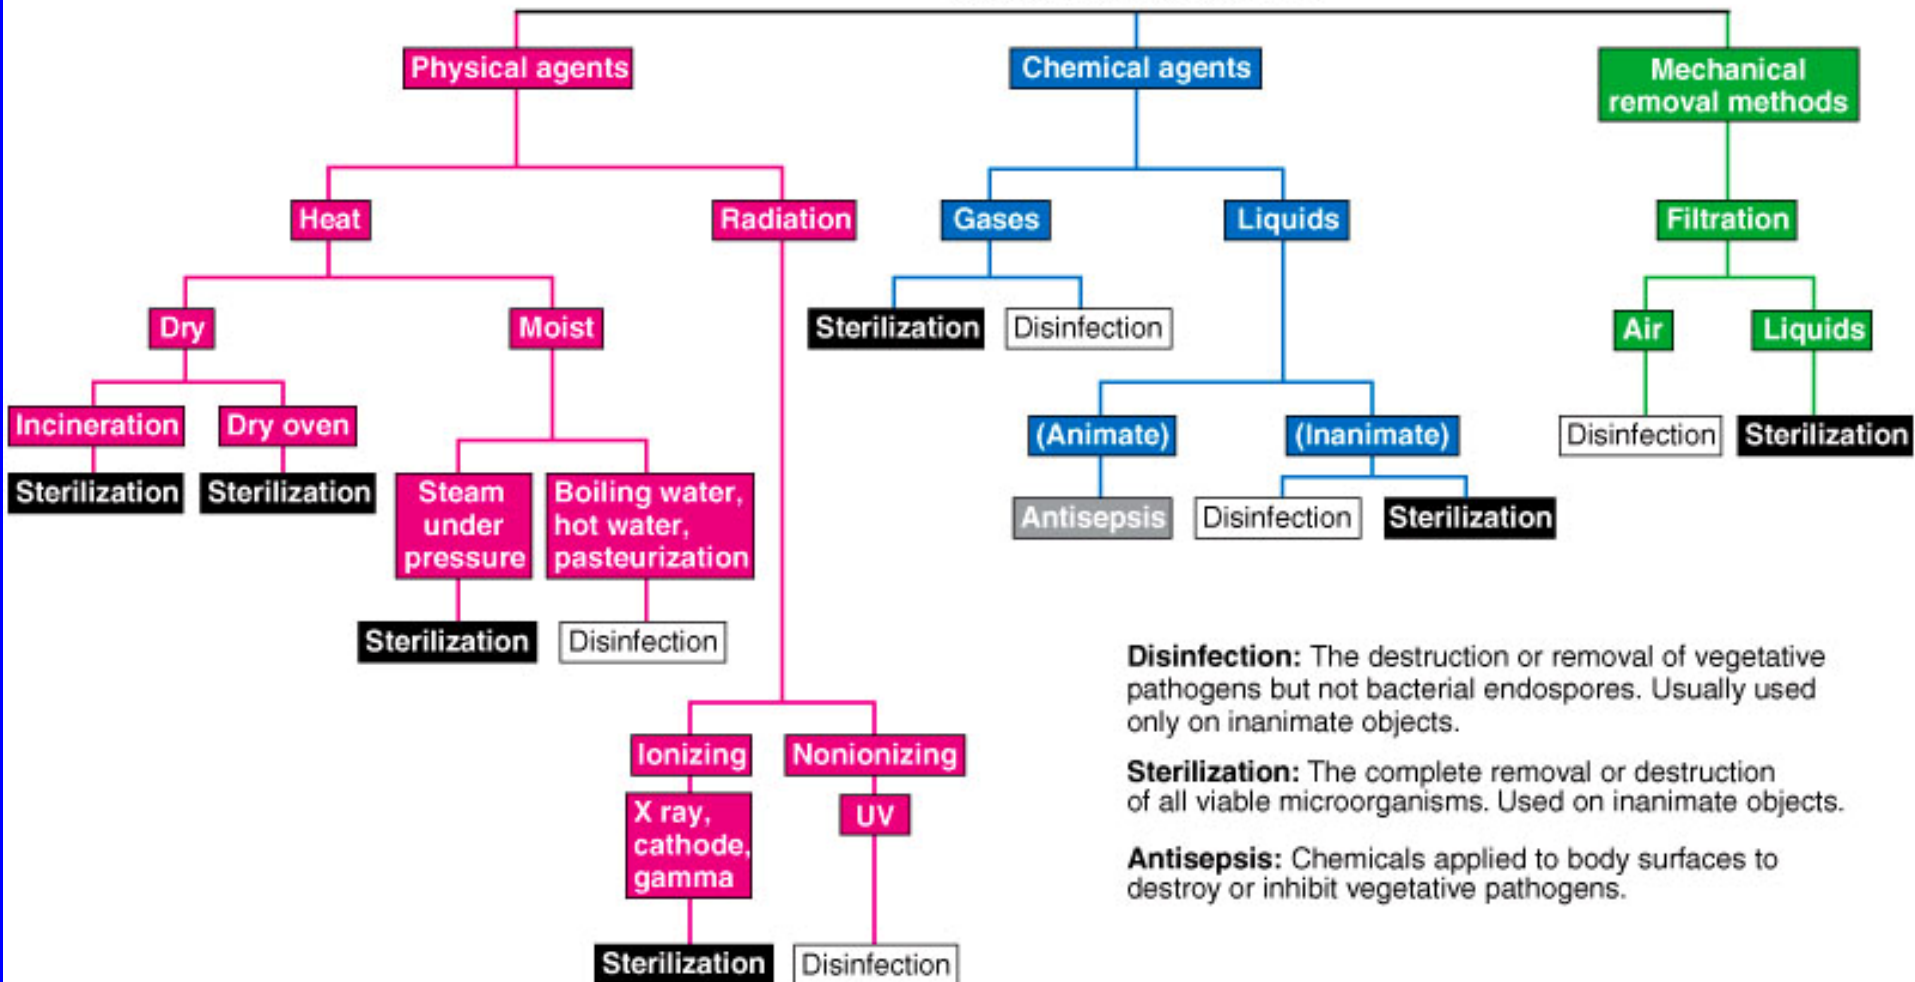 Physical agents
Chemical agents
Mechanical
removal methods
Heat
Radiation
Gases
Liquids
Filtration
Dry
Moist
Sterilization
Disinfection
Air
Liquids
Incineration
Dry oven
(Animate)
(Inanimate)
Disinfection
Sterilization
Sterilization
Sterilization
Steam
under
pressure
Boiling water,
hot water,
pasteurization
Antisepsis
Disinfection
Sterilization
Sterilization
Disinfection
Ionizing
Nonionizing
X ray,
cathode,
gamma
UV
Sterilization
Disinfection
Disinfection: The destruction or removal of vegetative
pathogens but not bacterial endospores. Usually used
only on inanimate objects.
Sterilization: The complete removal or destruction
of all viable microorganisms. Used on inanimate objects.
Antisepsis: Chemicals applied to body surfaces to
destroy or inhibit vegetative pathogens.